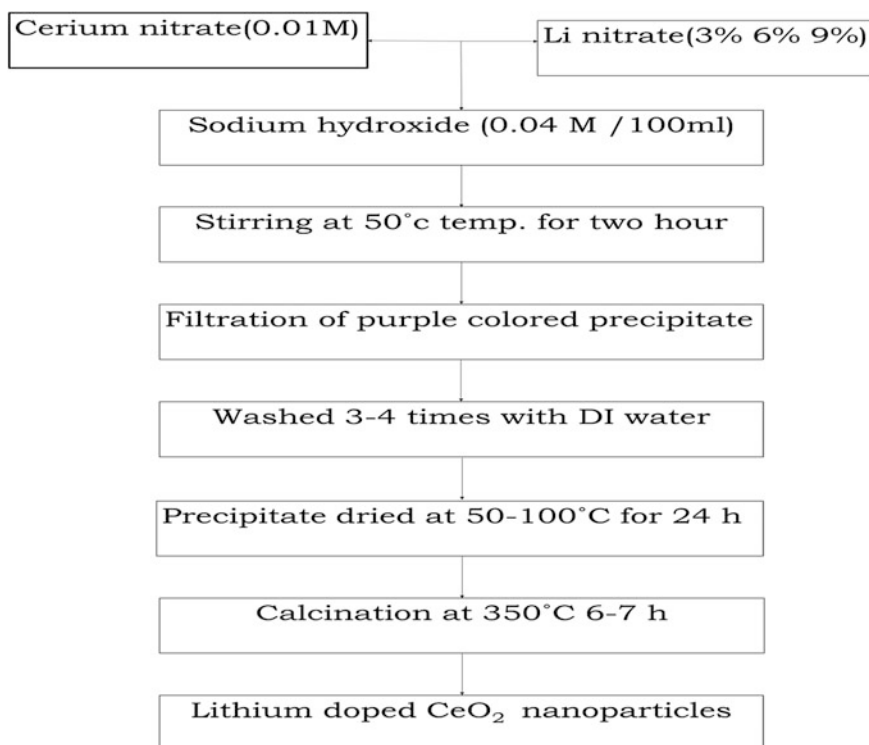 Cerium nitrate(0.01M)
Li nitrate(3% 6% 9%)
Sodium hydroxide (0.04 M /100ml)
Stirring at 50˚c temp. for two hour
Filtration of purple colored precipitate
Washed 3-4 times with DI water
Precipitate dried at 50-100˚C for 24 h
Calcination at 350˚C 6-7 h
Lithium doped CeO₂ nanoparticles